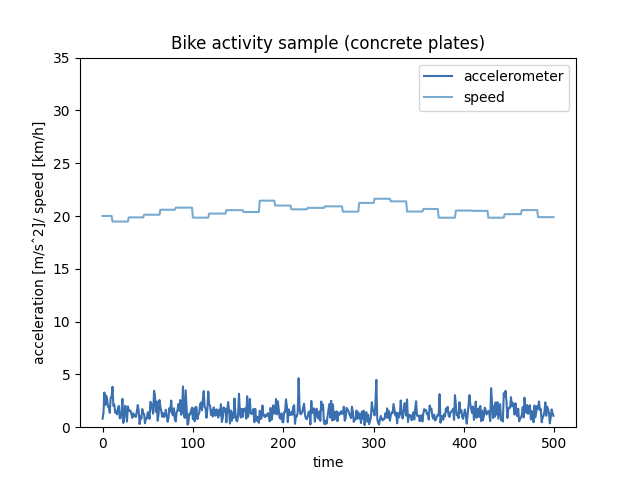 Bike activity sample (concrete plates)
accelerometer
speed
acceleration [m/s^2]/ speed [km/h]
35
30
25
20
15
10
5
0
0 100 200 300 400 500
time